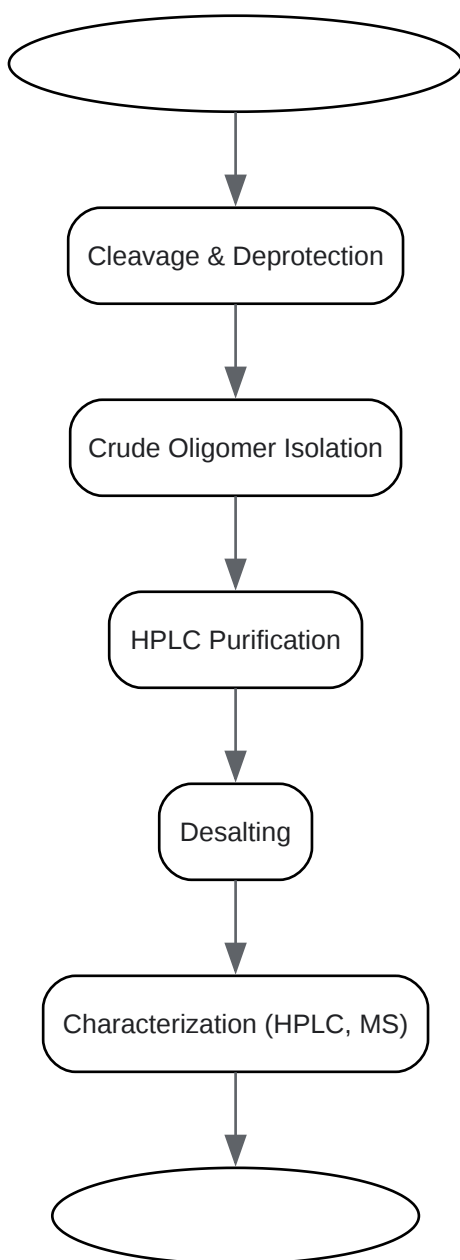 Cleavage & Deprotection
Crude Oligomer Isolation
HPLC Purification
Desalting
Characterization (HPLC, MS)